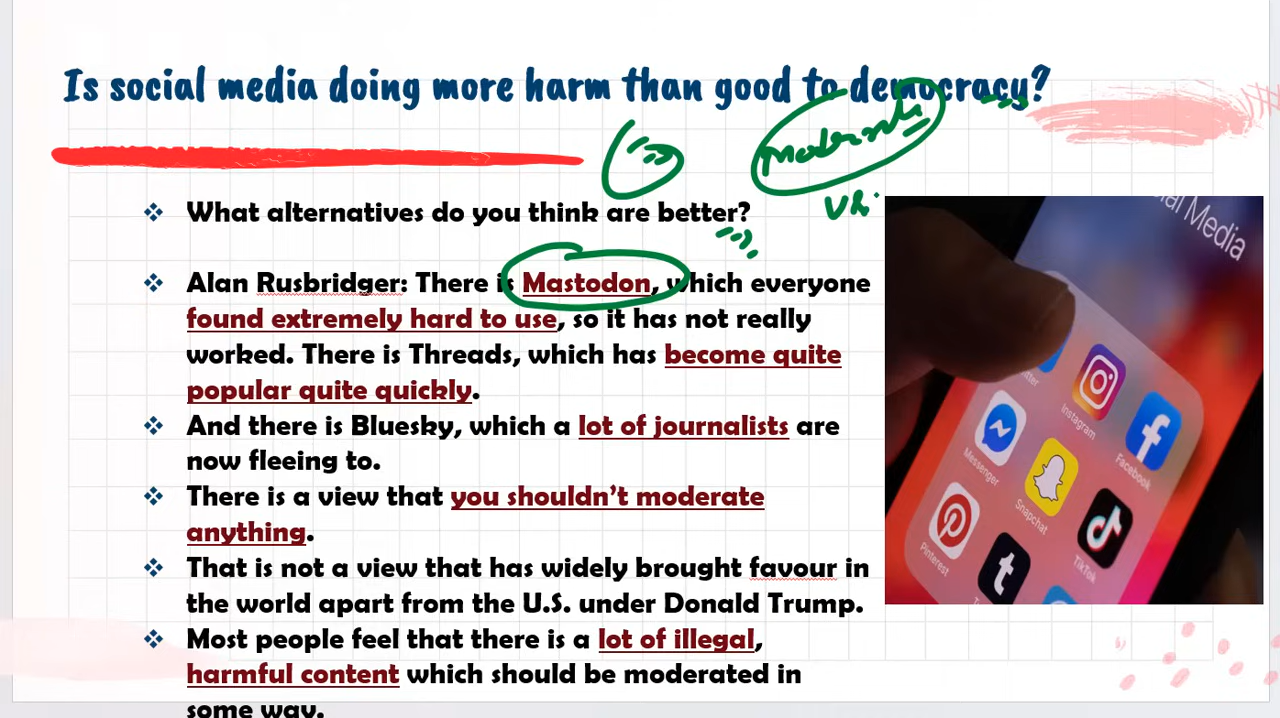 Is social media doing more harm than good to democracy?
What alternatives do you think are better?
Alan Rusbridger: There is Mastodon, which everyone
found extremely hard to use, so it has not really
worked. There is Threads, which has become quite
popular quite quickly.
And there is Bluesky, which a lot of journalists are
now fleeing to.
There is a view that you shouldn't moderate
anything.
That is not a view that has widely brought favour in
the world apart from the U.S. under Donald Trump.
Most people feel that there is a lot of illegal,
harmful content which should be moderated in
some way.
Media
Instagram
Facebook
Messenger
Snapchat
TikTok
Pinterest